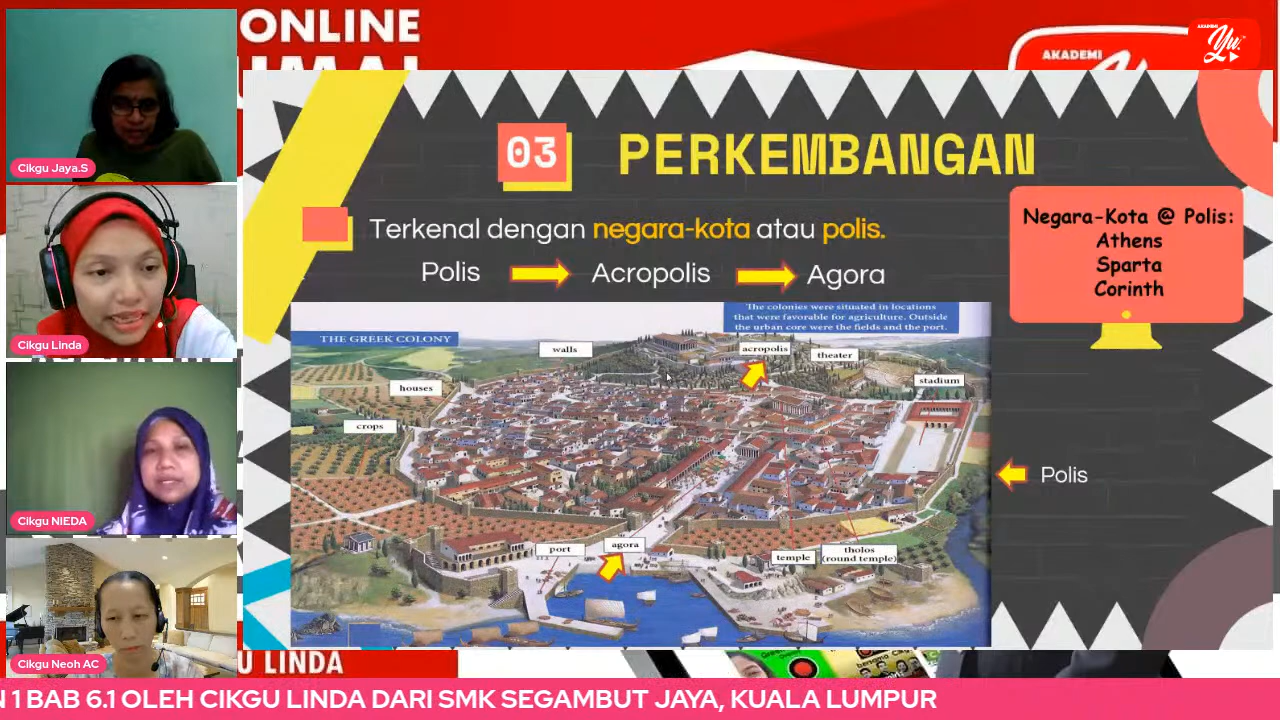 ONLINE
AKADEMI
AKADEMI
Yu.
Cikgu Jaya.S
Cikgu Linda
Cikgu NIEDA
Cikgu Neoh AC
03 PERKEMBANGAN
Terkenal dengan negara-kota atau polis.
Polis Acropolis Agora
Negara-Kota @ Polis:
Athens
Sparta
Corinth
The colonies were situated in locations
that were favorable for agriculture. Outside
the urban core were the fields and the port.
THE GREEK COLONY
walls
acropolis
theater
houses
stadium
crops
Polis
port
agora
temple
tholos
(round temple)
U LINDA
N 1 BAB 6.1 OLEH CIKGU LINDA DARI SMK SEGAMBUT JAYA, KUALA LUMPUR